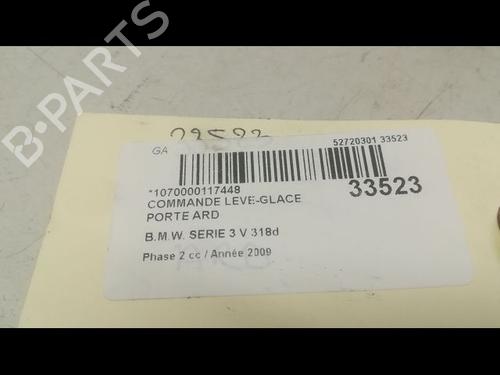 B-PARTS
GA
52720301 33523
*1070000117448
33523
COMMANDE LEVE-GLACE
PORTE ARD
B.M.W. SERIE 3 V 318d
Phase 2 cc / Année 2009